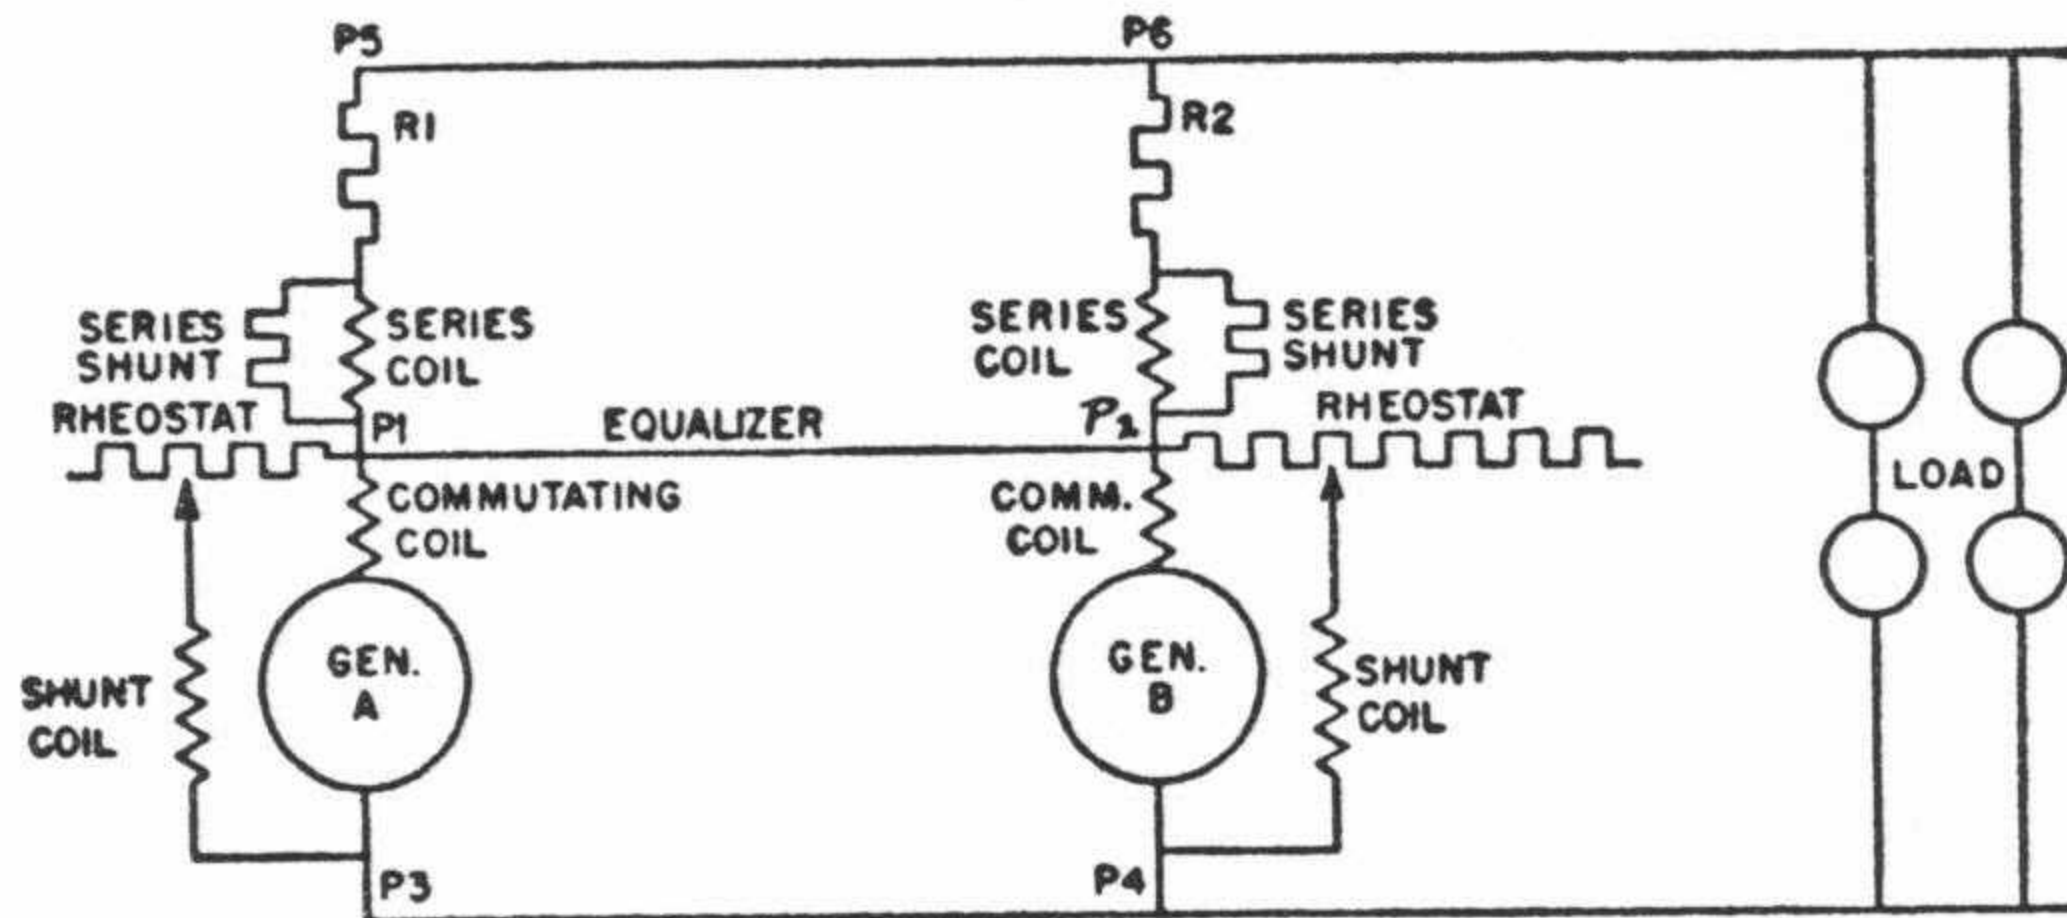 P5
P6
R1
R2
SERIES
SHUNT
SERIES
COIL
SERIES
COIL
SERIES
SHUNT
RHEOSTAT
P1
EQUALIZER
P2
RHEOSTAT
COMMUTATING
COIL
COMM.
COIL
LOAD
SHUNT
COIL
GEN.
A
GEN.
B
SHUNT
COIL
P3
P4